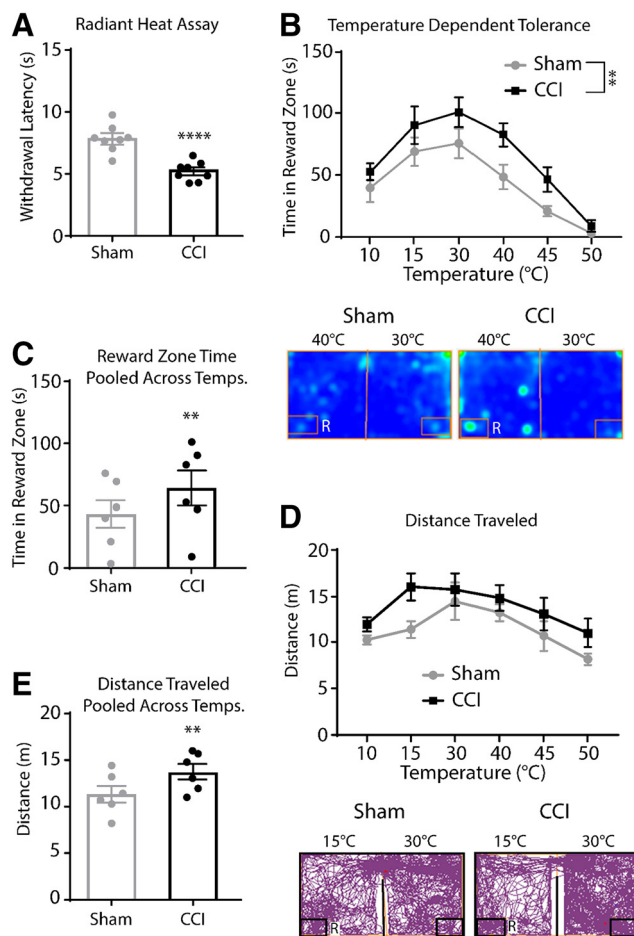 A
Radiant Heat Assay
Withdrawal Latency (s)
15
10
5
0
****
Sham
CCI
B
Temperature Dependent Tolerance
Time in Reward Zone (s)
150
100
50
0
Sham
CCI
**
10
15
30
40
45
50
Temperature (°C)
Sham
CCI
40°C
30°C
40°C
30°C
R
R
C
Reward Zone Time
Pooled Across Temps.
Time in Reward Zone (s)
150
100
50
0
**
Sham
CCI
D
Distance Traveled
Distance (m)
20
15
10
5
0
Sham
CCI
10
15
30
40
45
50
Temperature (°C)
Sham
CCI
15°C
30°C
15°C
30°C
R
R
E
Distance Traveled
Pooled Across Temps.
Distance (m)
20
15
10
5
0
**
Sham
CCI